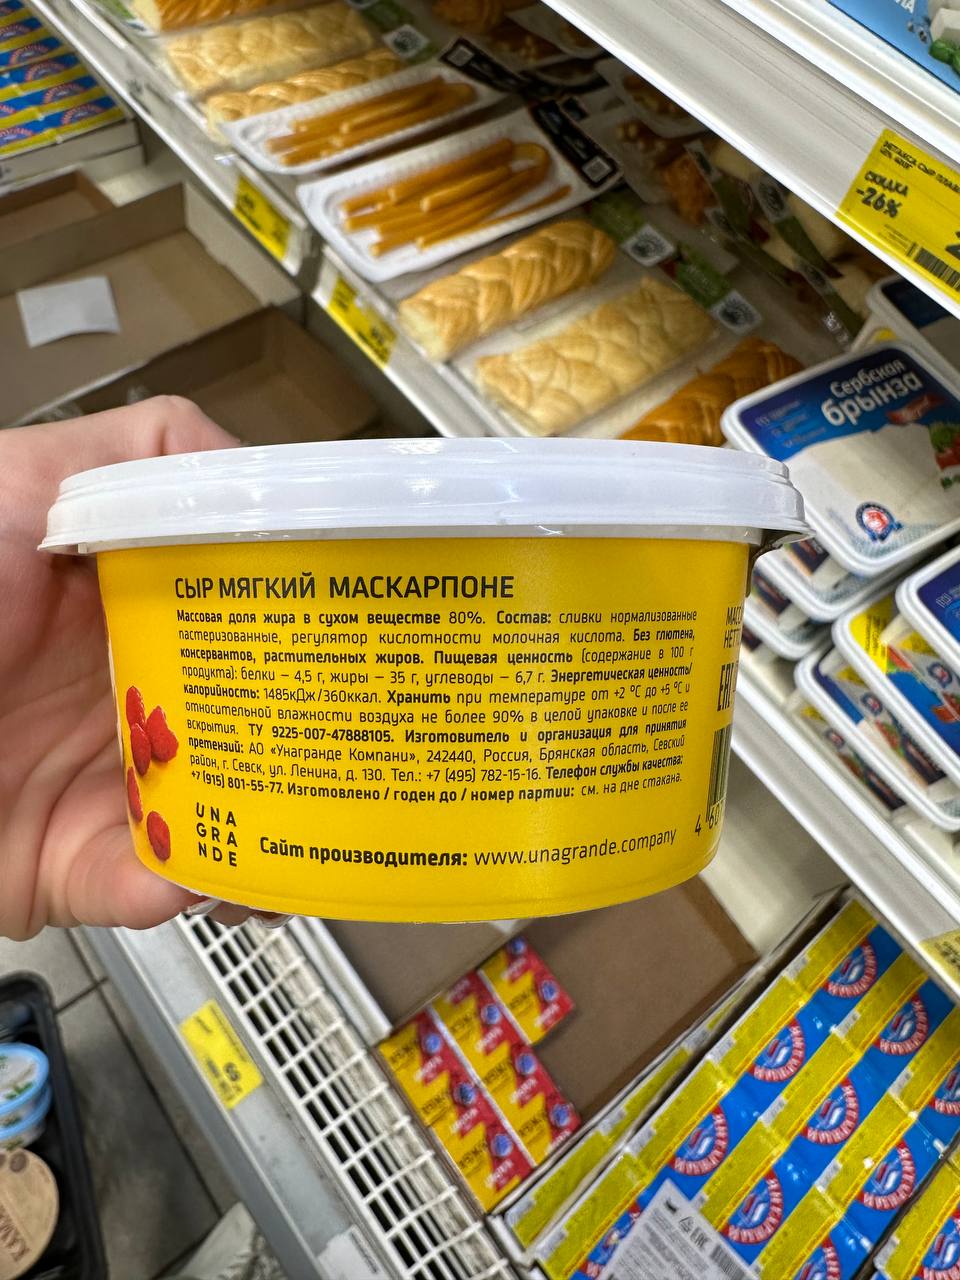 СКИДКА
-26%
Сербская
брынза
СЫР МЯГКИЙ МАСКАРПОНЕ
Массовая доля жира в сухом веществе 80%. Состав: сливки нормализованные
пастеризованные, регулятор кислотности молочная кислота. Без глютена,
консервантов, растительных жиров. Пищевая ценность (содержание в 100 г
продукта): белки – 4,5 г, жиры – 35 г, углеводы – 6,7 г. Энергетическая ценность/
калорийность: 1485кДж/360ккал. Хранить при температуре от +2 °С до +5 °С и
относительной влажности воздуха не более 90% в целой упаковке и после ее
вскрытия. ТУ 9225-007-47888105. Изготовитель и организация для принятия
претензий: АО «Унагранде Компани», 242440, Россия, Брянская область, Севский
район, г. Севск, ул. Ленина, д. 130. Тел.: +7 (495) 782-15-16. Телефон службы качества:
+7 (915) 801-55-77. Изготовлено / годен до / номер партии: см. на дне стакана.
UNA
GRA
NDE
Сайт производителя: www.unagrande.company